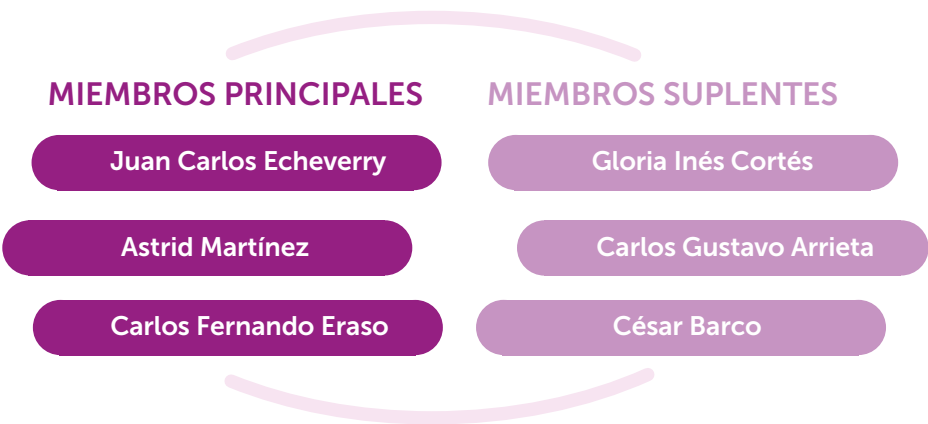 MIEMBROS PRINCIPALES
Juan Carlos Echeverry
Astrid Martínez
Carlos Fernando Eraso
MIEMBROS SUPLENTES
Gloria Inés Cortés
Carlos Gustavo Arrieta
César Barco